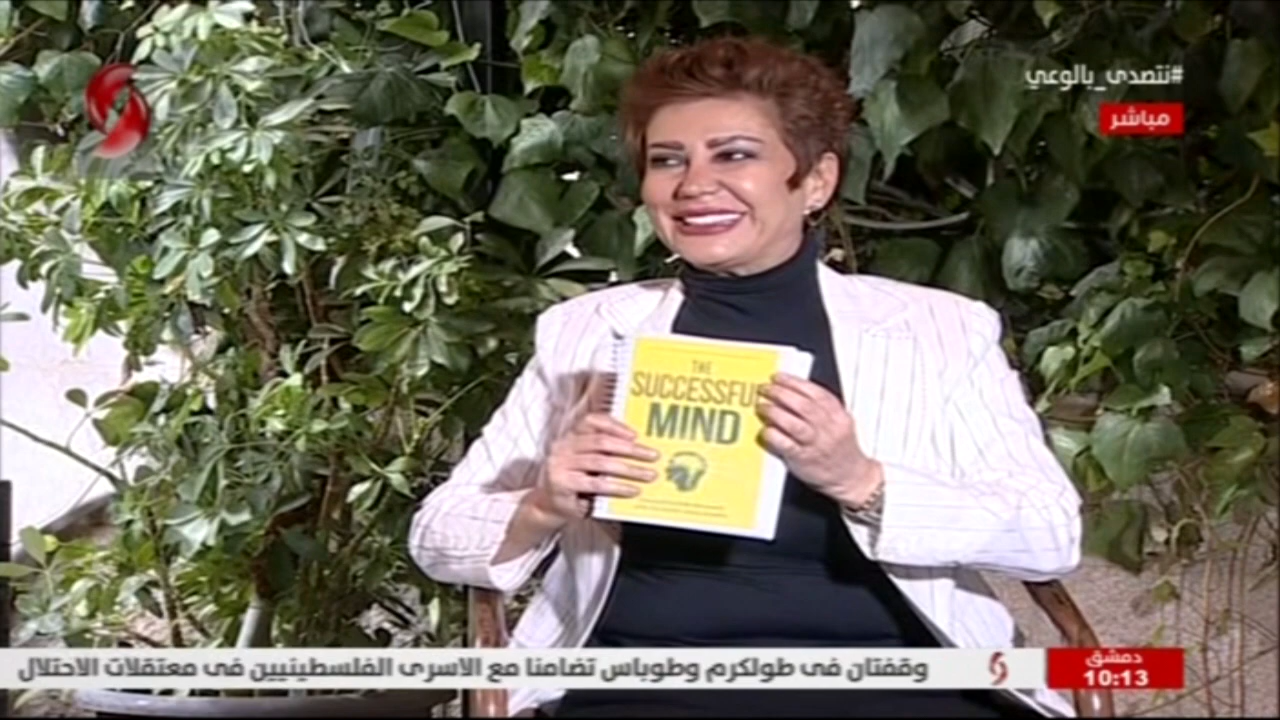 #نتصدى_بالوعي
مباشر
THE
SUCCESSFUL
MIND
وقفتان في طولكرم وطوباس تضامنا مع الاسرى الفلسطينيين في معتقلات الاحتلال
دمشق
10:13